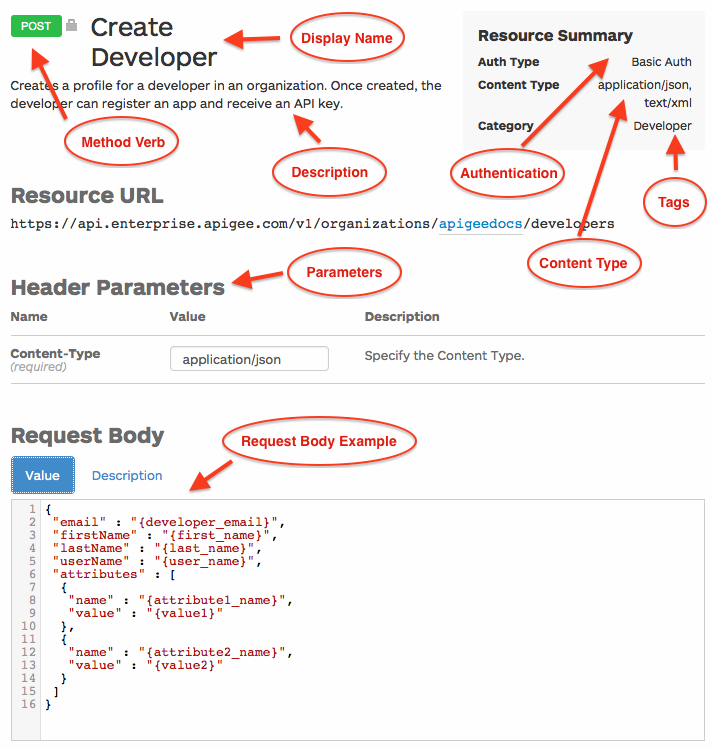 POST
Create
Developer
Display Name
Creates a profile for a developer in an organization. Once created, the
developer can register an app and receive an API key.
Method Verb
Description
Resource Summary
Auth Type Basic Auth
Content Type application/json,
text/xml
Category Developer
Authentication
Tags
Content Type
Resource URL
https://api.enterprise.apigee.com/v1/organizations/apigeedocs/developers
Parameters
Header Parameters
Name Value Description
Content-Type application/json Specify the Content Type.
(required)
Request Body
Request Body Example
Value Description
1 {
2 "email" : "{developer_email}",
3 "firstName" : "{first_name}",
4 "lastName" : "{last_name}",
5 "userName" : "{user_name}",
6 "attributes" : [
7 {
8 "name" : "{attribute1_name}",
9 "value" : "{value1}"
10 },
11 {
12 "name" : "{attribute2_name}",
13 "value" : "{value2}"
14 }
15 ]
16 }